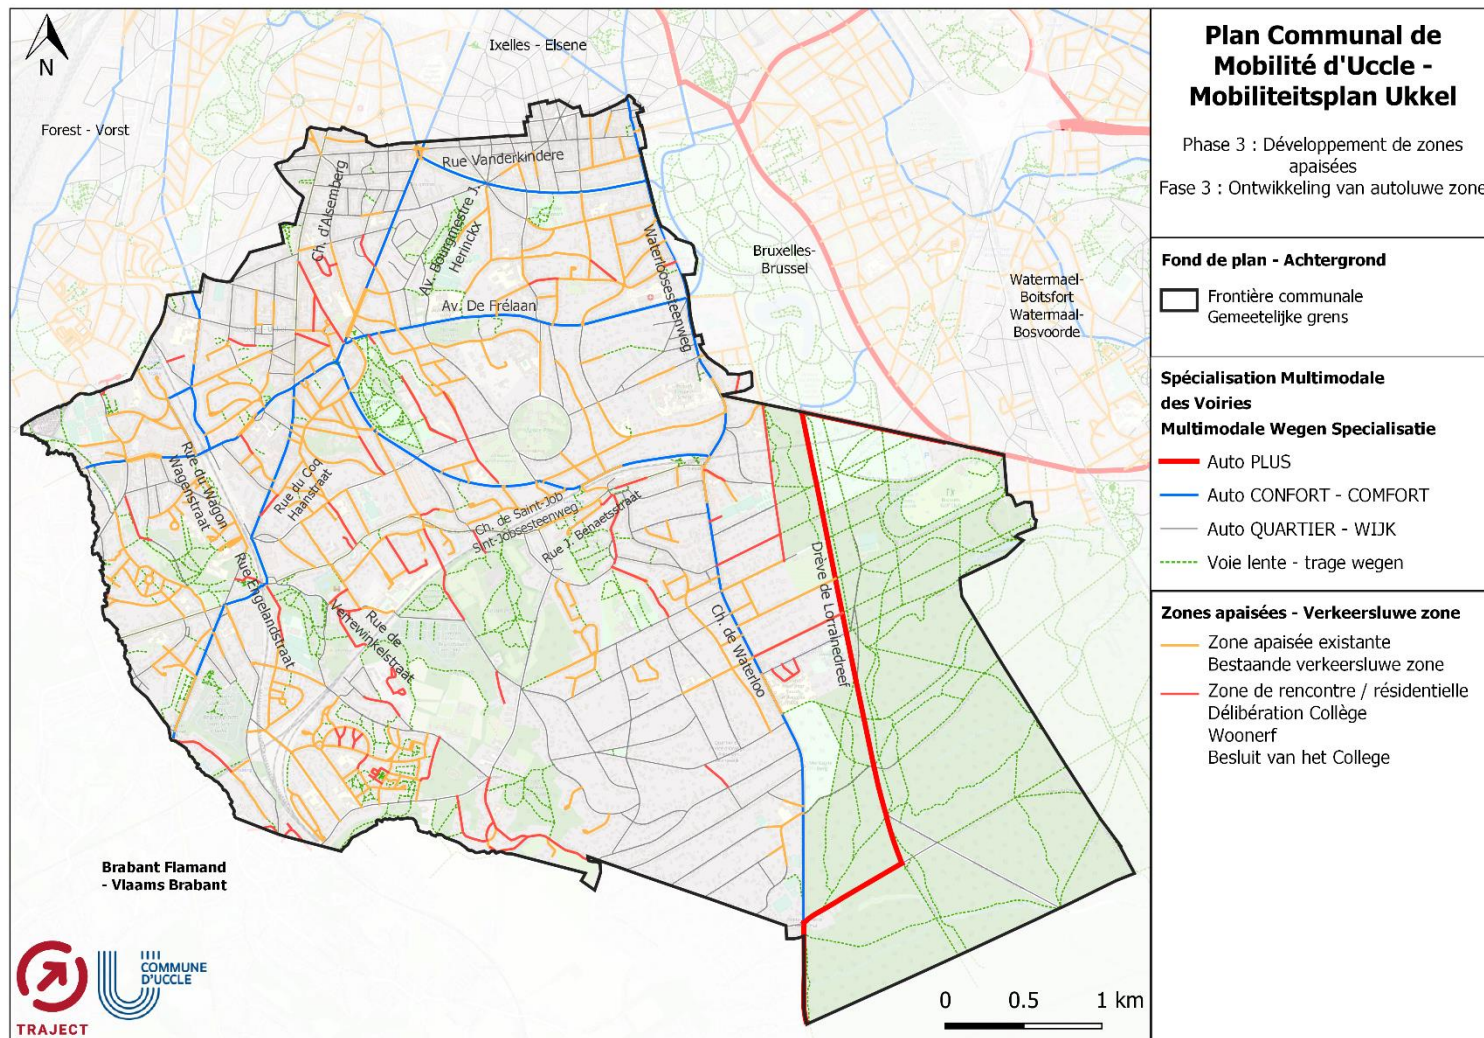 N
Ixelles - Elsene
Forest - Vorst
Rue Vanderkindere
Ch. d'Alsemberg
Av. Bourgmestre J.
Herinckx
Waterloosesteenweg
Av. De Frélaan
Bruxelles-
Brussel
Watermael-
Boitsfort
Watermaal-
Bosvoorde
Rue du Wagon
Wagenstraat
Rue du Coq
Haanstraat
Ch. de Saint-Job
Sint-Jobsesteenweg
Rue J. Benaetsstraat
Rue Engelandstraat
Rue de
Verrewinkelstraat
Drève de Lorrainedreef
Ch. de Waterloo
Brabant Flamand
- Vlaams Brabant
TRAJECT
COMMUNE
D'UCCLE
0 0.5 1 km
Plan Communal de
Mobilité d'Uccle -
Mobiliteitsplan Ukkel
Phase 3 : Développement de zones
apaisées
Fase 3 : Ontwikkeling van autoluwe zone
Fond de plan - Achtergrond
Frontière communale
Gemeetelijke grens
Spécialisation Multimodale
des Voiries
Multimodale Wegen Specialisatie
Auto PLUS
Auto CONFORT - COMFORT
Auto QUARTIER - WIJK
Voie lente - trage wegen
Zones apaisées - Verkeersluwe zone
Zone apaisée existante
Bestaande verkeersluwe zone
Zone de rencontre / résidentielle
Délibération Collège
Woonerf
Besluit van het College